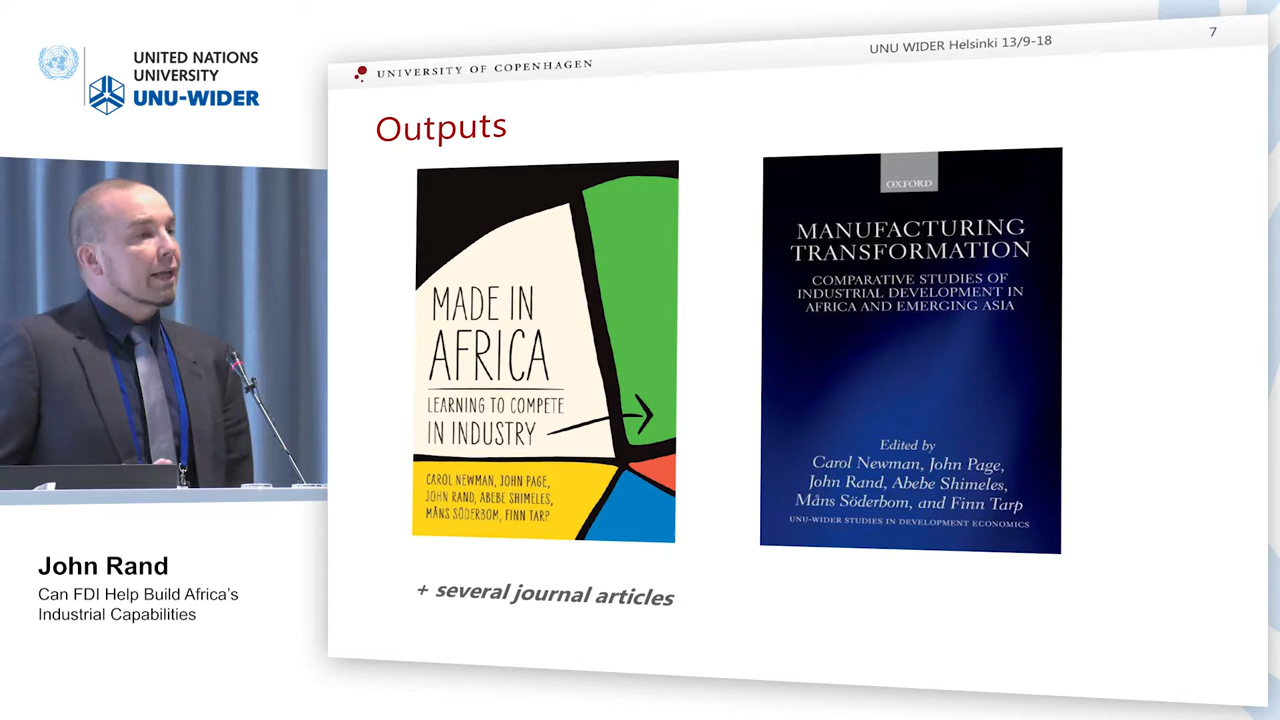 UNITED NATIONS
UNIVERSITY
UNU-WIDER
UNIVERSITY OF COPENHAGEN
UNU WIDER Helsinki 13/9-18
7
Outputs
MADE IN
AFRICA
LEARNING TO COMPETE
IN INDUSTRY
CAROL NEWMAN, JOHN PAGE,
JOHN RAND, ABEBE SHIMELES,
MÅNS SÖDERBOM, FINN TARP
OXFORD
MANUFACTURING
TRANSFORMATION
COMPARATIVE STUDIES OF
INDUSTRIAL DEVELOPMENT IN
AFRICA AND EMERGING ASIA
Edited by
Carol Newman, John Page,
John Rand, Abebe Shimeles,
Måns Söderbom, and Finn Tarp
UNU-WIDER STUDIES IN DEVELOPMENT ECONOMICS
+ several journal articles
John Rand
Can FDI Help Build Africa's
Industrial Capabilities